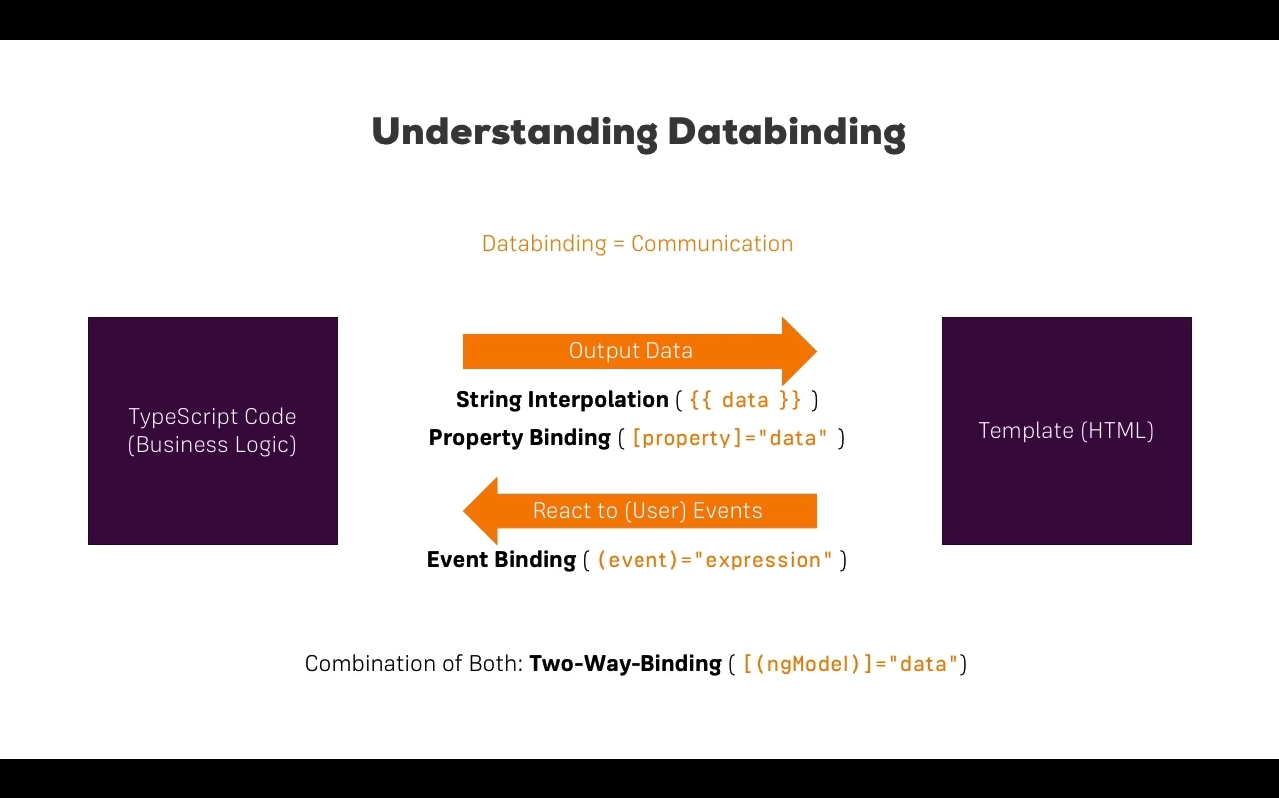 Understanding Databinding
Databinding = Communication
TypeScript Code
(Business Logic)
Output Data
String Interpolation ( {{ data }} )
Property Binding ( [property]="data" )
React to (User) Events
Event Binding ( (event)="expression" )
Template (HTML)
Combination of Both: Two-Way-Binding ( [(ngModel)]="data")